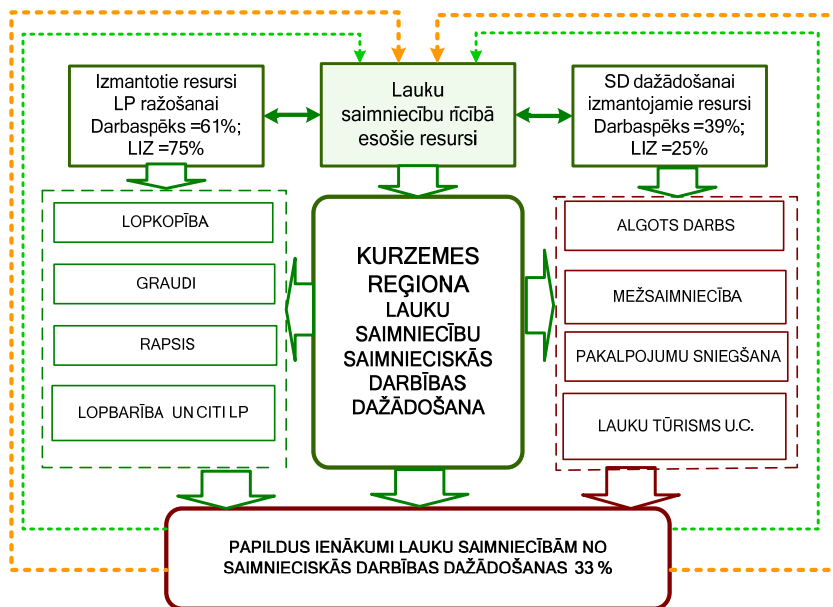 Izmantotie resursi
LP ražošanai
Darbaspēks =61%;
LIZ =75%
Lauku
saimniecību rīcībā
esošie resursi
SD dažādošanai
izmantojamie resursi
Darbaspēks =39%;
LIZ =25%
LOPKOPĪBA
GRAUDI
RAPSIS
LOPBARĪBA UN CITI LP
KURZEMES
REĢIONA
LAUKU
SAIMNIECĪBU
SAIMNIECISKĀS
DARBĪBAS
DAŽĀDOŠANA
ALGOTS DARBS
MEŽSAIMNIECĪBA
PAKALPOJUMU SNIEGŠANA
LAUKU TŪRISMS U.C.
PAPILDUS IENĀKUMI LAUKU SAIMNIECĪBĀM NO
SAIMNIECISKĀS DARBĪBAS DAŽĀDOŠANAS 33 %